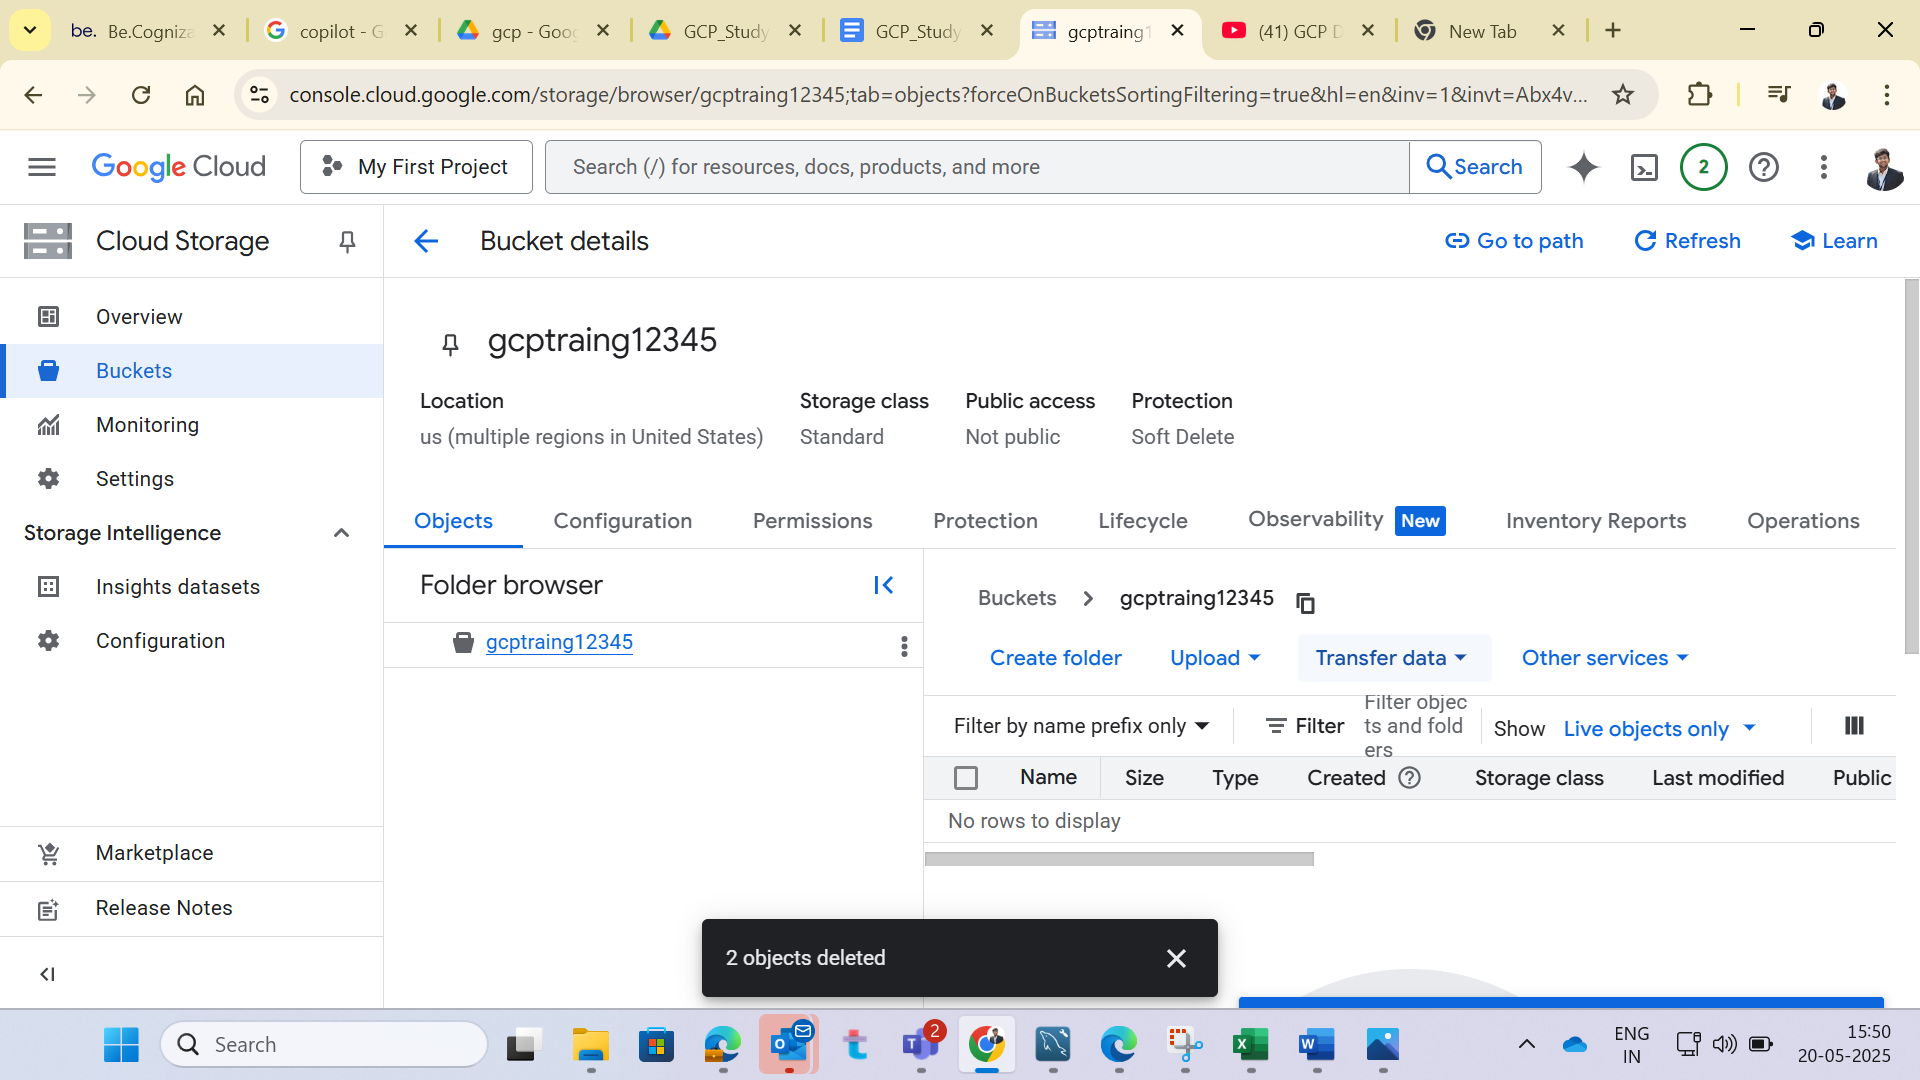 be. Be.Cogniza
copilot - G
gcp - Goog
GCP_Study
GCP_Study
gcptraing1
(41) GCP D
New Tab
console.cloud.google.com/storage/browser/gcptraing12345;tab=objects?forceOnBucketsSortingFiltering=true&hl=en&inv=1&invt=Abx4v...
Google Cloud
My First Project
Search (/) for resources, docs, products, and more
Search
2
Cloud Storage
Bucket details
Go to path
Refresh
Learn
Overview
Buckets
Monitoring
Settings
Storage Intelligence
Insights datasets
Configuration
Marketplace
Release Notes
gcptraing12345
Location Storage class Public access Protection
us (multiple regions in United States) Standard Not public Soft Delete
Objects Configuration Permissions Protection Lifecycle Observability New Inventory Reports Operations
Folder browser
gcptraing12345
Buckets gcptraing12345
Create folder Upload Transfer data Other services
Filter by name prefix only
Filter
Filter objec
ts and fold
ers
Show Live objects only
Name Size Type Created Storage class Last modified Public
No rows to display
2 objects deleted
Search
2
ENG
IN
15:50
20-05-2025